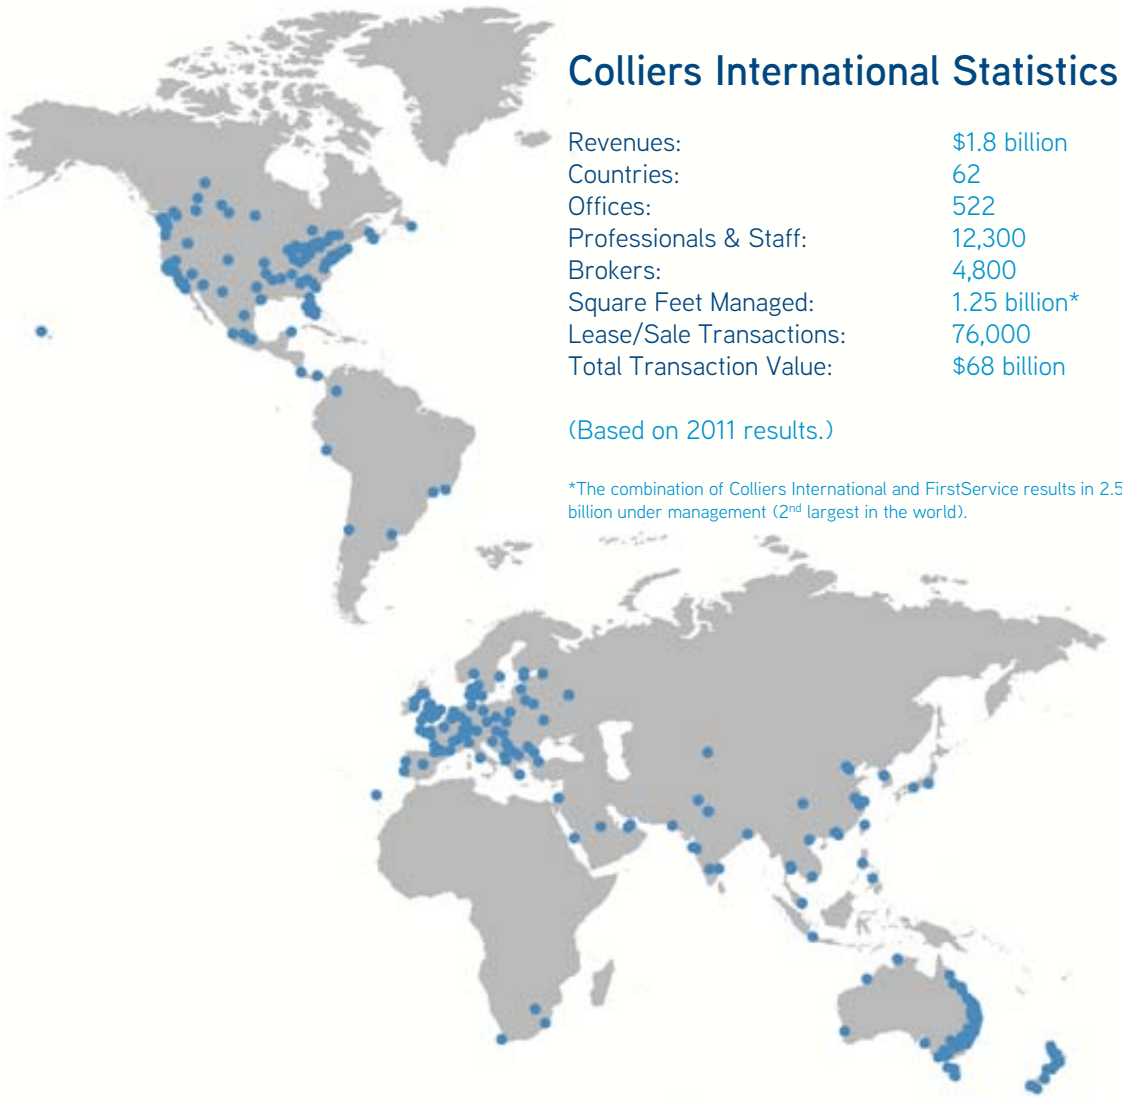 Colliers International Statistics
Revenues: $1.8 billion
Countries: 62
Offices: 522
Professionals & Staff: 12,300
Brokers: 4,800
Square Feet Managed: 1.25 billion*
Lease/Sale Transactions: 76,000
Total Transaction Value: $68 billion
(Based on 2011 results.)
*The combination of Colliers International and FirstService results in 2.5
billion under management (2nd largest in the world).